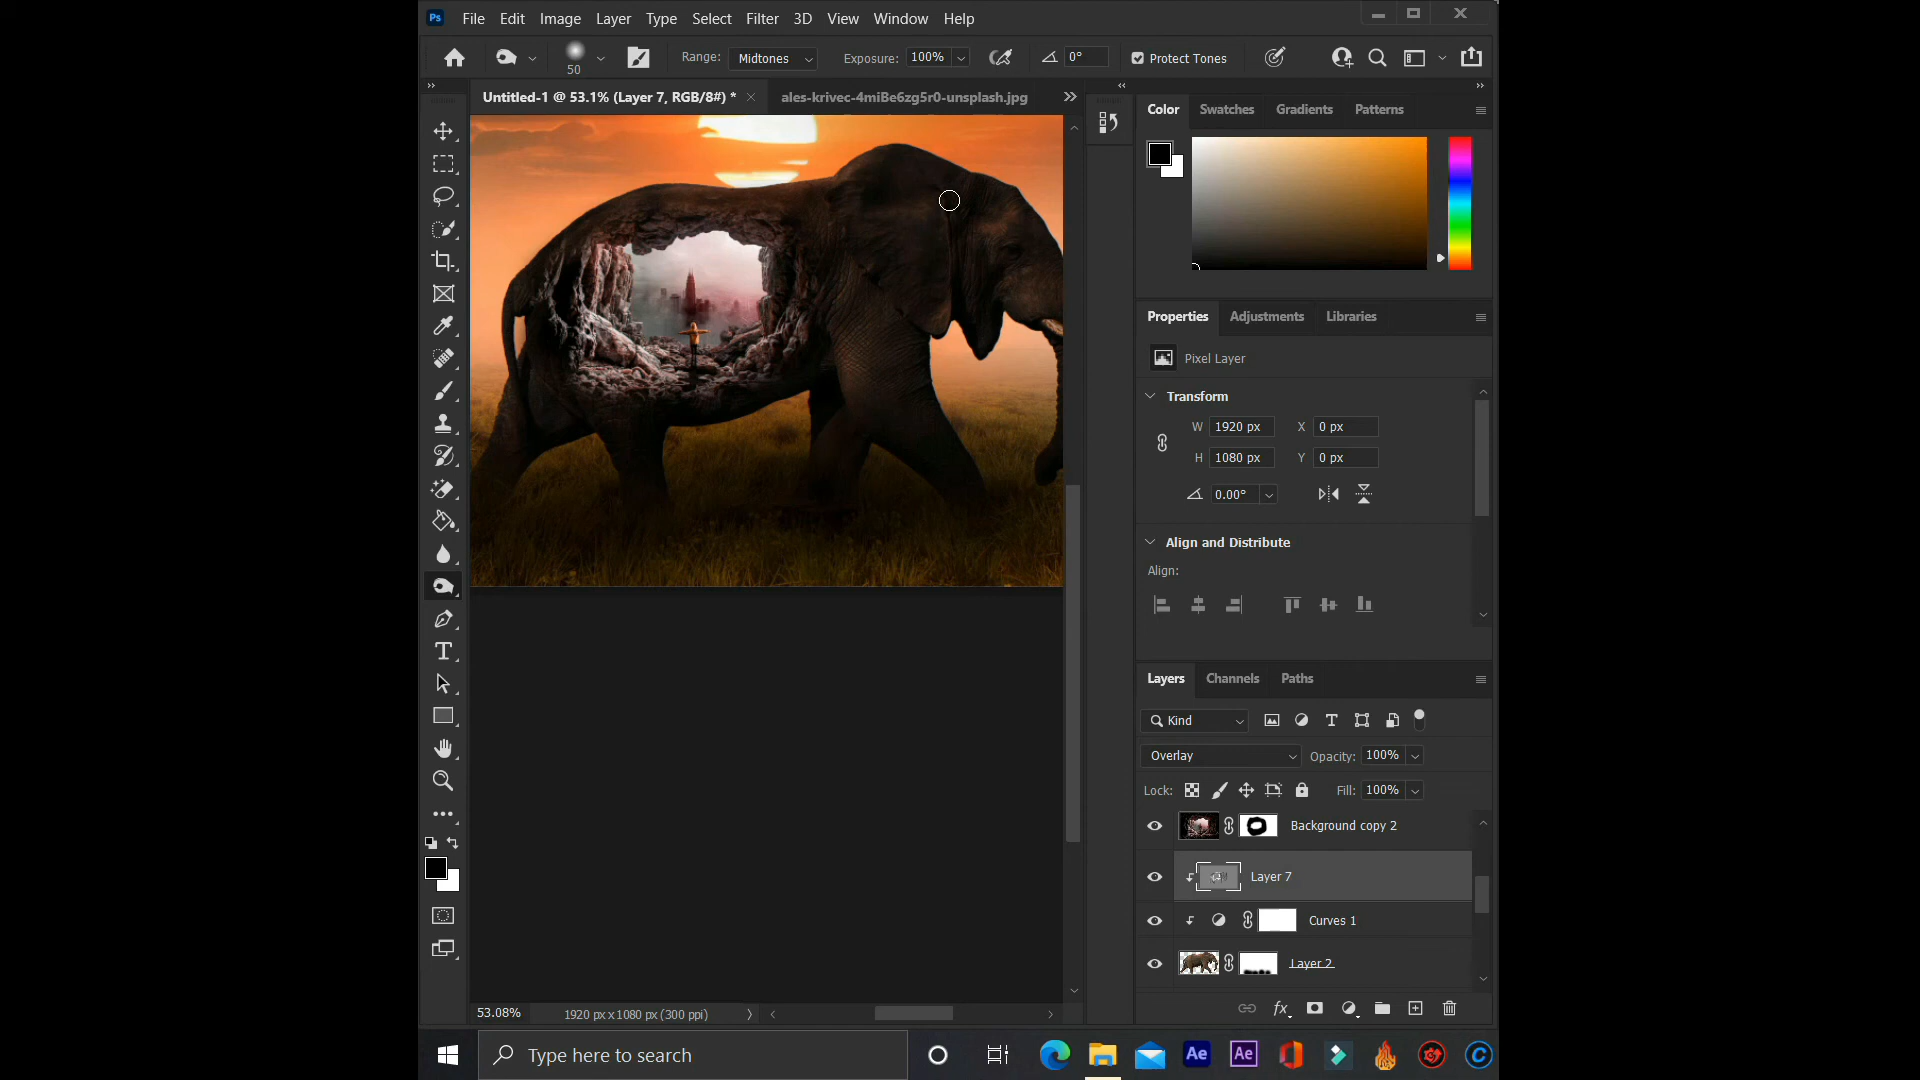 Ps File Edit Image Layer Type Select Filter 3D View Window Help
50 Range: Midtones Exposure: 100% 0° Protect Tones
Untitled-1 @ 53.1% (Layer 7, RGB/8#) * ales-krivec-4miBe6zg5r0-unsplash.jpg
Color Swatches Gradients Patterns
Properties Adjustments Libraries
Pixel Layer
Transform
W 1920 px X 0 px
H 1080 px Y 0 px
0.00°
Align and Distribute
Align:
Layers Channels Paths
Kind
Overlay Opacity: 100%
Lock: Fill: 100%
Background copy 2
Layer 7
Curves 1
Layer 2
fx
53.08% 1920 px x 1080 px (300 ppi)
Type here to search Ae Ae